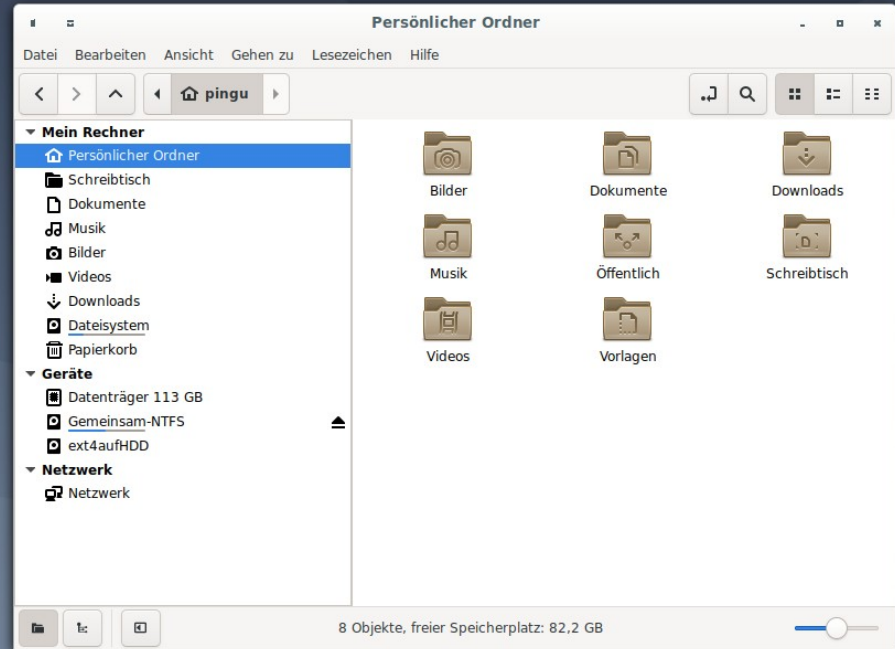 Persönlicher Ordner
Datei Bearbeiten Ansicht Gehen zu Lesezeichen Hilfe
pingu
Mein Rechner
Persönlicher Ordner
Schreibtisch
Dokumente
Musik
Bilder
Videos
Downloads
Dateisystem
Papierkorb
Geräte
Datenträger 113 GB
Gemeinsam-NTFS
ext4aufHDD
Netzwerk
Netzwerk
Bilder Dokumente Downloads
Musik Öffentlich Schreibtisch
Videos Vorlagen
8 Objekte, freier Speicherplatz: 82,2 GB